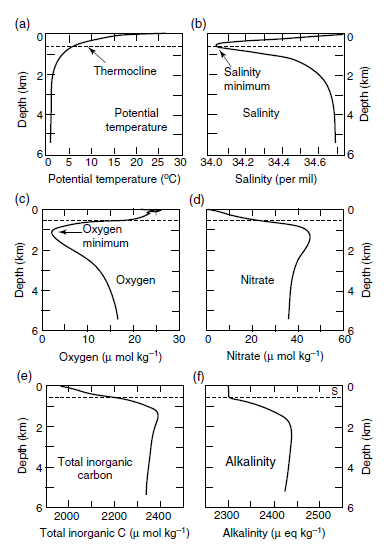 (a)
(b)
0
2
4
6
Depth (km)
Thermocline
Potential
temperature
0 5 10 15 20 25 30
Potential temperature (ºC)
Salinity
minimum
Salinity
0
2
4
6
Depth (km)
34.0 34.2 34.4 34.6
Salinity (per mil)
(c)
(d)
0
2
4
6
Depth (km)
Oxygen
minimum
Oxygen
0 10 20 30
Oxygen (μ mol kg⁻¹)
Nitrate
0
2
4
6
Depth (km)
0 20 40 60
Nitrate (μ mol kg⁻¹)
(e)
(f)
0
2
4
6
Depth (km)
Total inorganic
carbon
2000 2200 2400
Total inorganic C (μ mol kg⁻¹)
S
Alkalinity
0
2
4
6
Depth (km)
2300 2400 2500
Alkalinity (μ eq kg⁻¹)